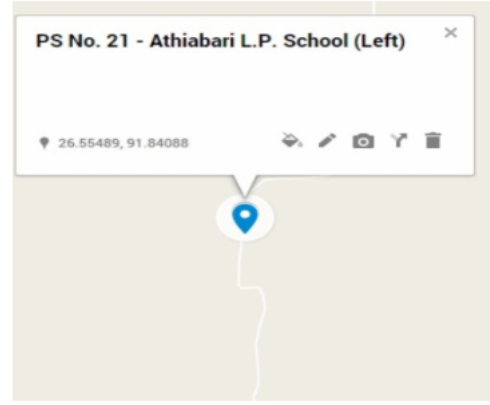 PS No. 21 - Athiabari L.P. School (Left)
26.55489, 91.84088